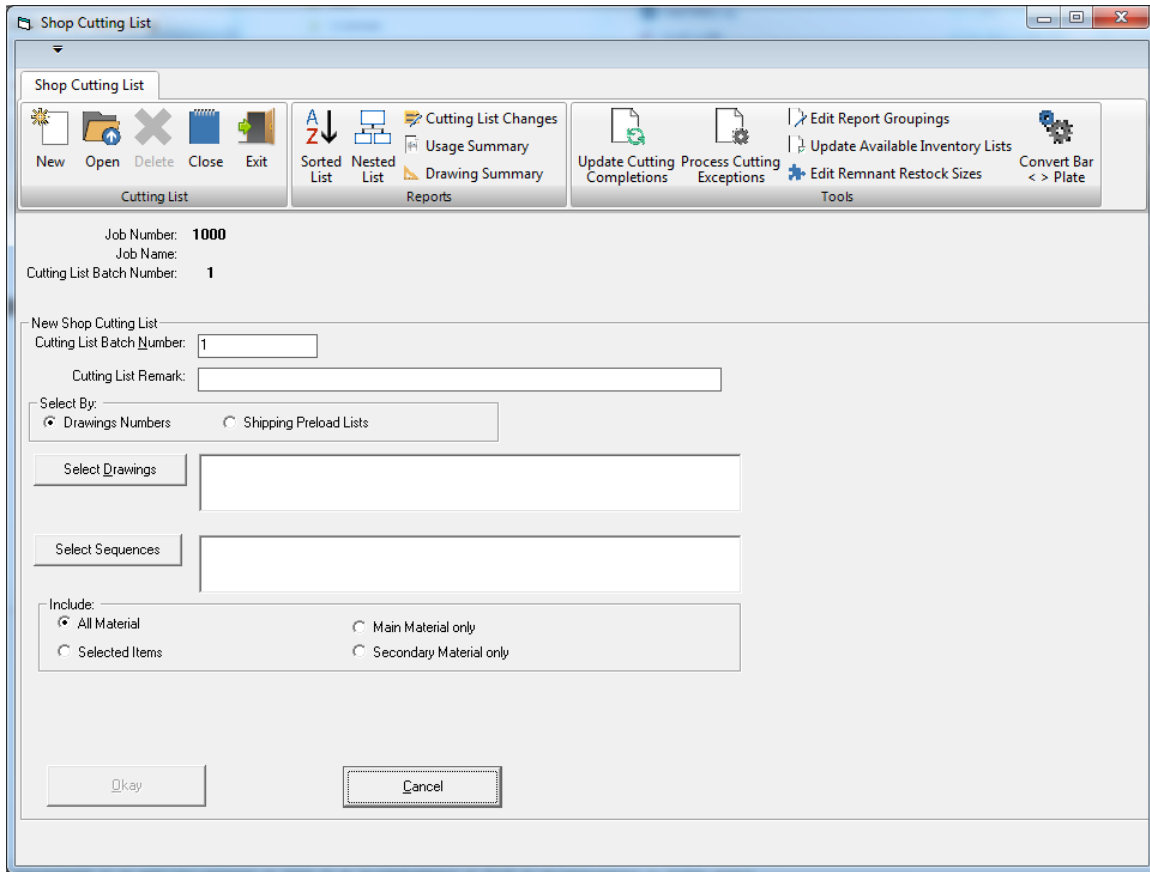 Shop Cutting List
Shop Cutting List
New Open Delete Close Exit
Cutting List
Sorted List
Nested List
Cutting List Changes
Usage Summary
Drawing Summary
Reports
Update Cutting Completions
Process Cutting Exceptions
Edit Report Groupings
Update Available Inventory Lists
Edit Remnant Restock Sizes
Convert Bar < > Plate
Tools
Job Number: 1000
Job Name:
Cutting List Batch Number: 1
New Shop Cutting List
Cutting List Batch Number: 1
Cutting List Remark:
Select By:
Drawings Numbers Shipping Preload Lists
Select Drawings
Select Sequences
Include:
All Material Main Material only
Selected Items Secondary Material only
Okay Cancel